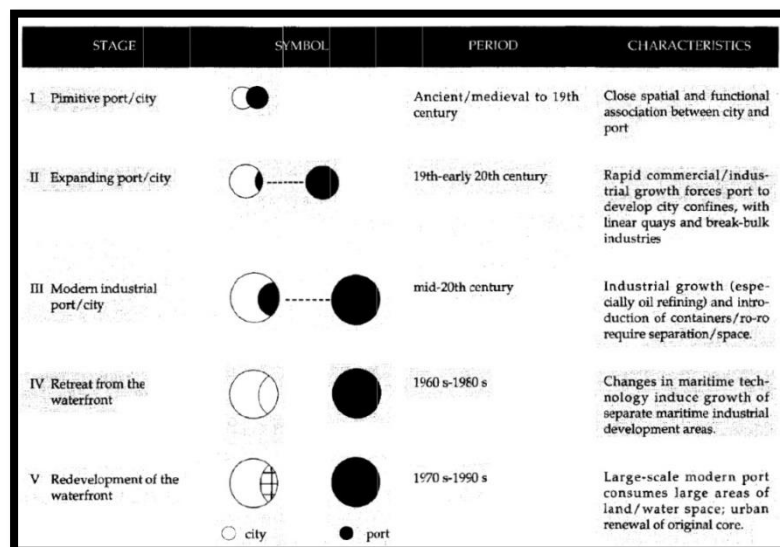 STAGE SYMBOL PERIOD CHARACTERISTICS
I Pimitive port/city
Ancient/medieval to 19th
century
Close spatial and functional
association between city and
port
II Expanding port/city
19th-early 20th century
Rapid commercial/indus-
trial growth forces port to
develop city confines, with
linear quays and break-bulk
industries
III Modern industrial
port/city
mid-20th century
Industrial growth (espe-
cially oil refining) and intro-
duction of containers/ro-ro
require separation/space.
IV Retreat from the
waterfront
1960 s-1980 s
Changes in maritime tech-
nology induce growth of
separate maritime industrial
development areas.
V Redevelopment of the
waterfront
1970 s-1990 s
Large-scale modern port
consumes large areas of
land/water space; urban
renewal of original core.
city port